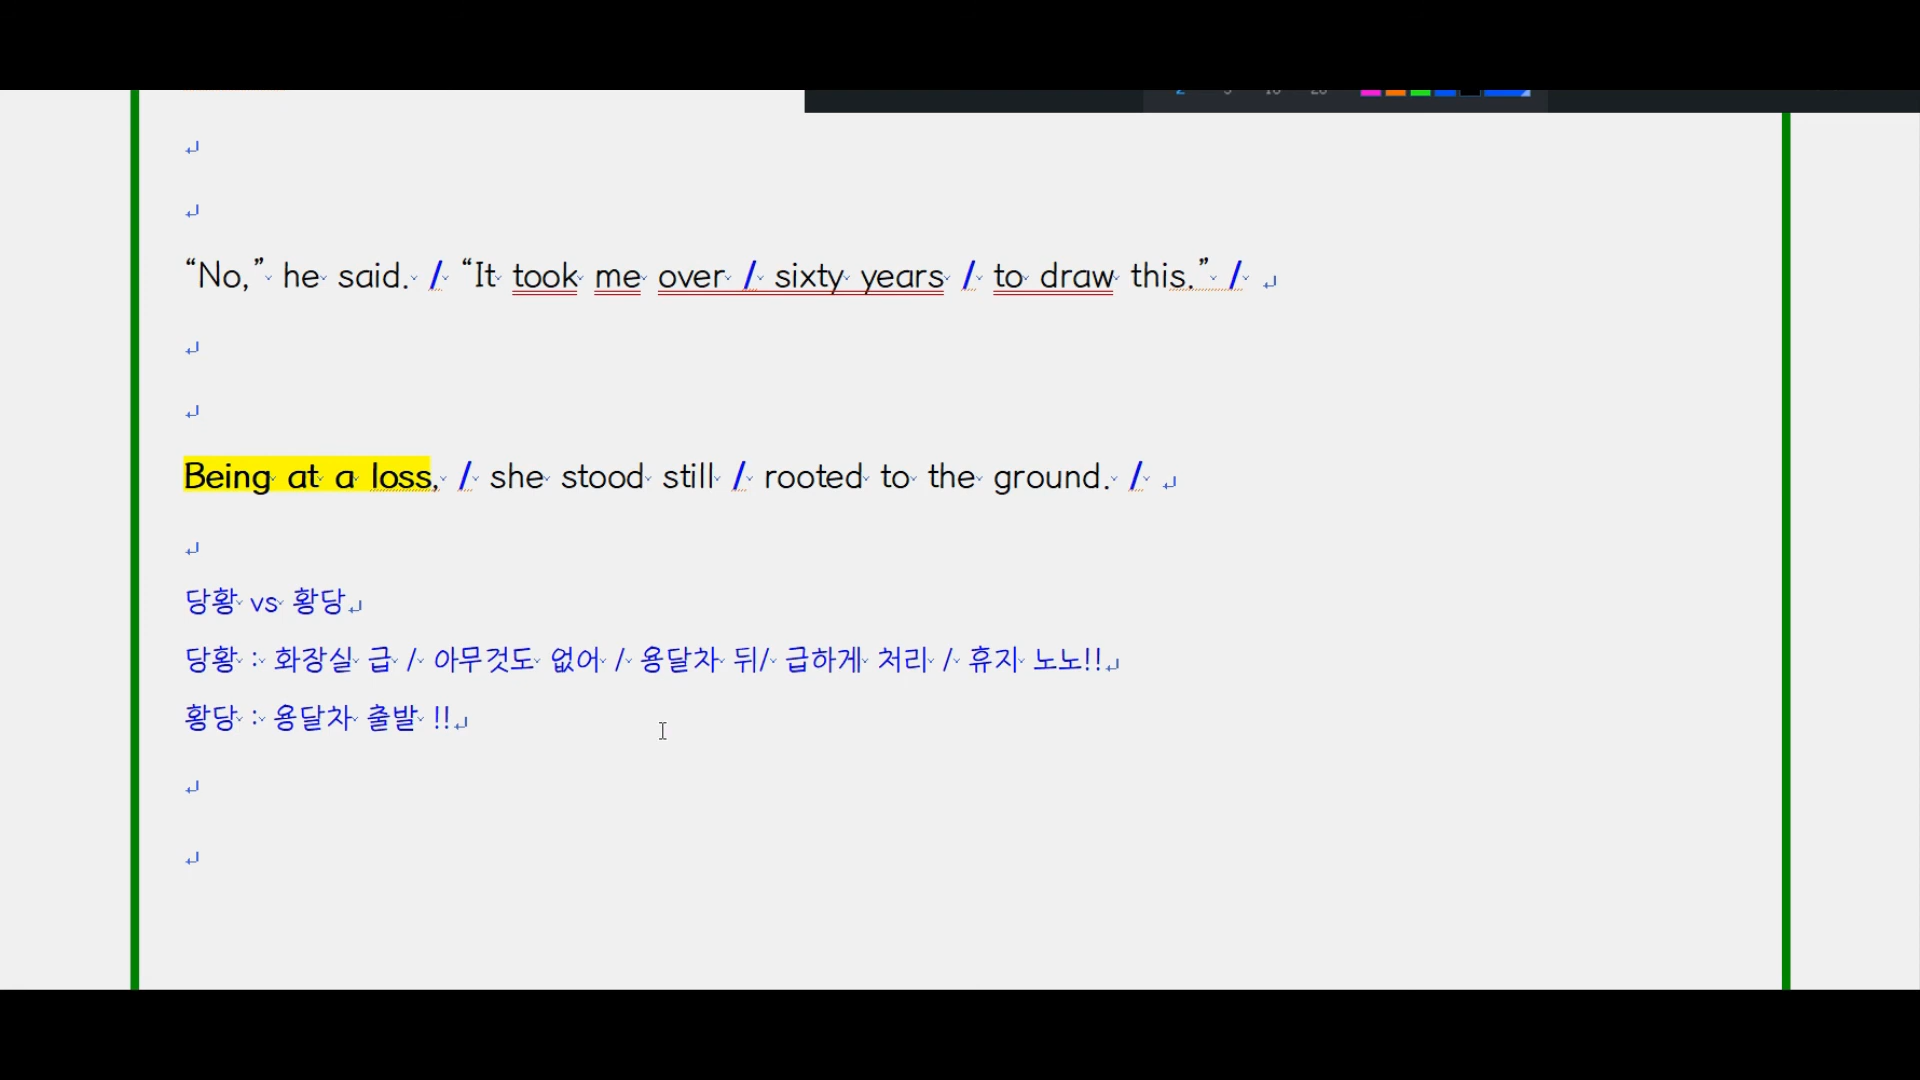 “No,” he said. / “It took me over / sixty years / to draw this.” /
Being at a loss, / she stood still / rooted to the ground. /
당황 vs 황당
당황 : 화장실 급 / 아무것도 없어 / 용달차 뒤/ 급하게 처리 / 휴지 노노!!
황당 : 용달차 출발 !!